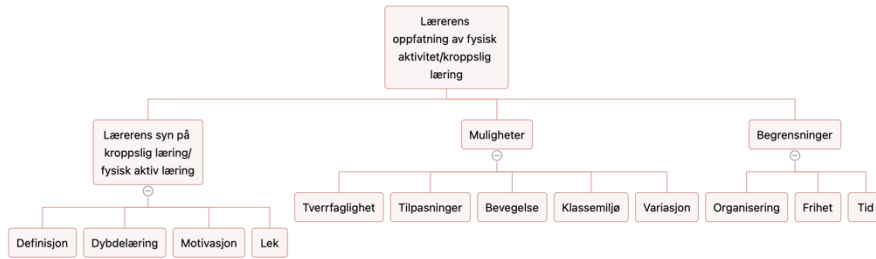 Lærerens
oppfatning av fysisk
aktivitet/kroppslig
læring
Lærerens syn på
kroppslig læring/
fysisk aktiv læring
Muligheter
Begrensninger
Definisjon
Dybdelæring
Motivasjon
Lek
Tverrfaglighet
Tilpasninger
Bevegelse
Klassemiljø
Variasjon
Organisering
Frihet
Tid